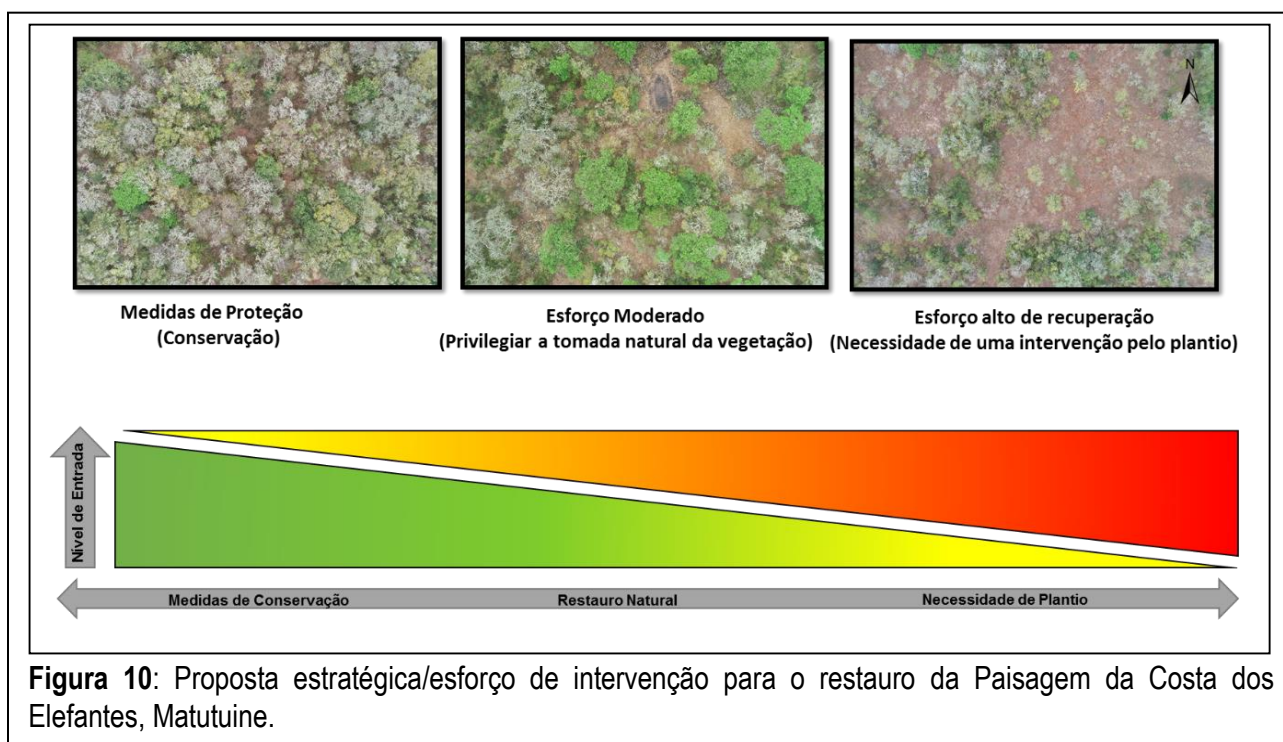 N
Medidas de Proteção
(Conservação)
Esforço Moderado
(Privilegiar a tomada natural da vegetação)
Esforço alto de recuperação
(Necessidade de uma intervenção pelo plantio)
Nível de Entrada
Medidas de Conservação
Restauro Natural
Necessidade de Plantio
Figura 10: Proposta estratégica/esforço de intervenção para o restauro da Paisagem da Costa dos
Elefantes, Matutuine.